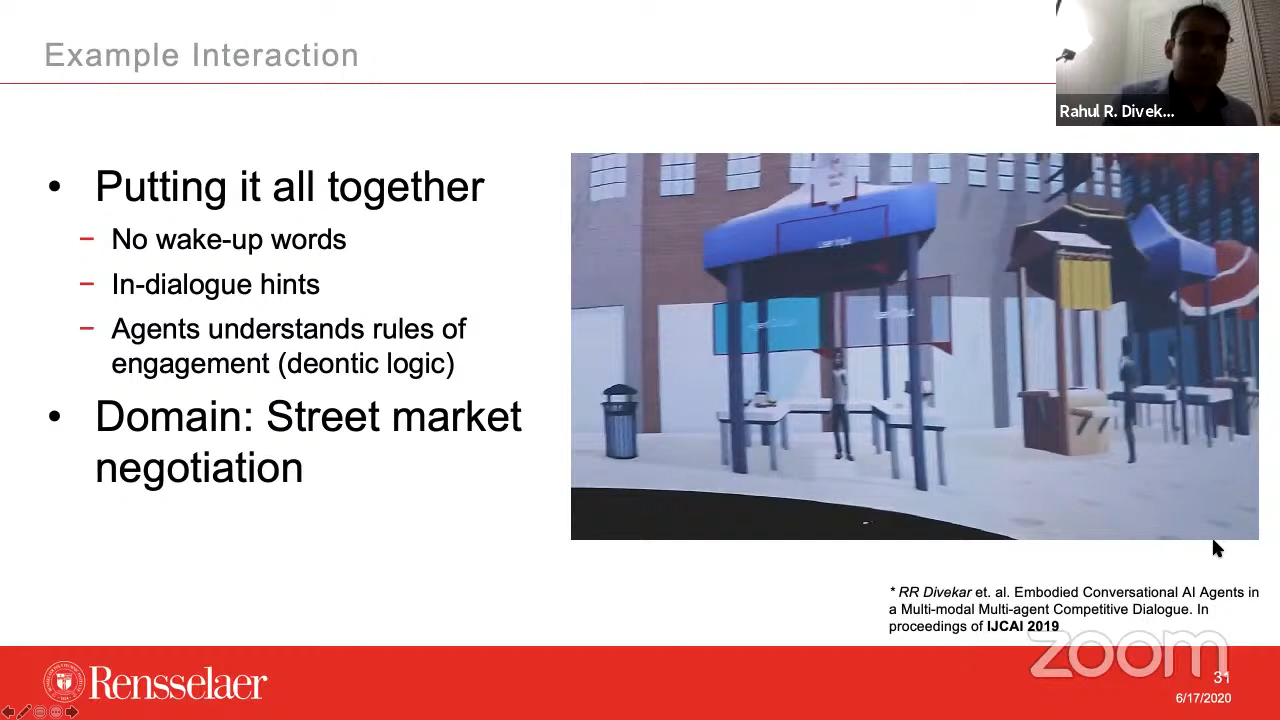 Example Interaction
Rahul R. Divek...
• Putting it all together
− No wake-up words
− In-dialogue hints
− Agents understands rules of
engagement (deontic logic)
• Domain: Street market
negotiation
User Input
* RR Divekar et. al. Embodied Conversational AI Agents in
a Multi-modal Multi-agent Competitive Dialogue. In
proceedings of IJCAI 2019
zoom
Rensselaer
31
6/17/2020